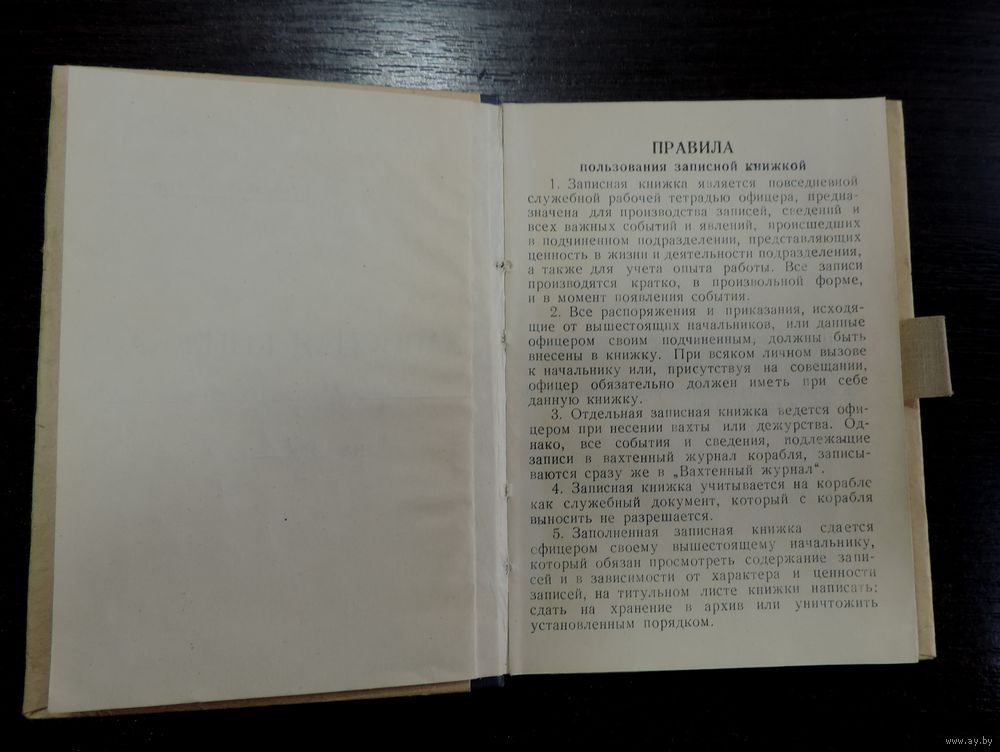 ПРАВИЛА
пользования записной книжкой
1. Записная книжка является повседневной
служебной рабочей тетрадью офицера, предна-
значена для производства записей, сведений и
всех важных событий и явлений, происшедших
в подчиненном подразделении, представляющих
ценность в жизни и деятельности подразделения,
а также для учета опыта работы. Все записи
производятся кратко, в произвольной форме,
и в момент появления события.
2. Все распоряжения и приказания, исходя-
щие от вышестоящих начальников, или данные
офицером своим подчиненным, должны быть
внесены в книжку. При всяком личном вызове
к начальнику или, присутствуя на совещании,
офицер обязательно должен иметь при себе
данную книжку.
3. Отдельная записная книжка ведется офи-
цером при несении вахты или дежурства. Од-
нако, все события и сведения, подлежащие
записи в вахтенный журнал корабля, записы-
ваются сразу же в „Вахтенный журнал“.
4. Записная книжка учитывается на корабле
как служебный документ, который с корабля
выносить не разрешается.
5. Заполненная записная книжка сдается
офицером своему вышестоящему начальнику,
который обязан просмотреть содержание запи-
сей и в зависимости от характера и ценности
записей, на титульном листе книжки написать:
сдать на хранение в архив или уничтожить
установленным порядком.
www.ay.by